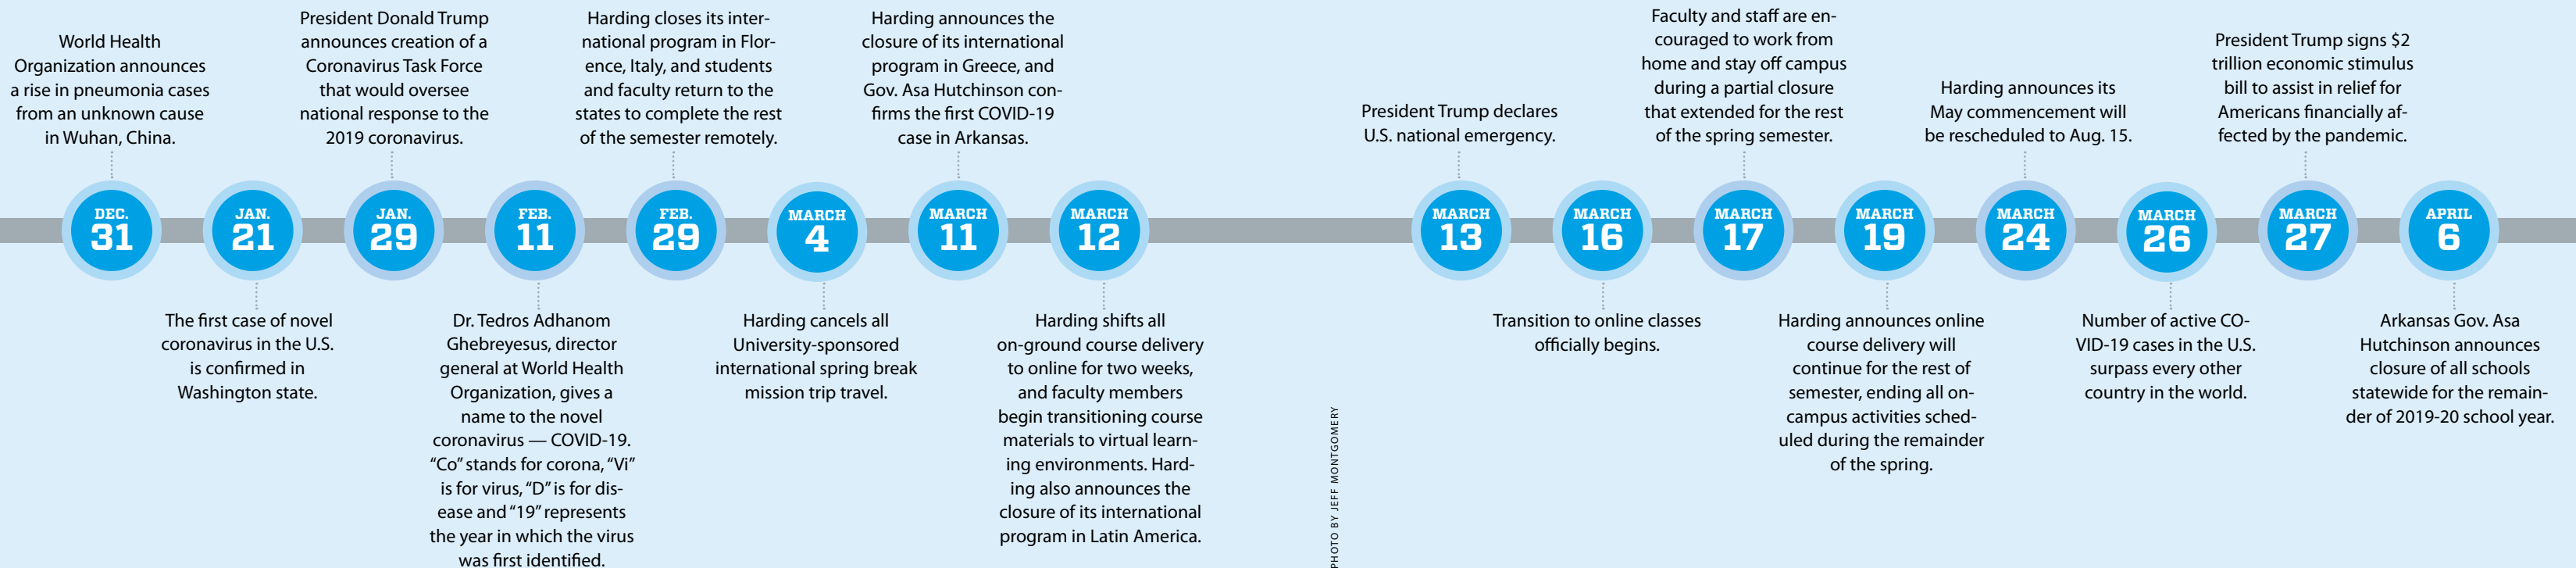 World Health
Organization announces
a rise in pneumonia cases
from an unknown cause
in Wuhan, China.
DEC.
31
JAN.
21
The first case of novel
coronavirus in the U.S.
is confirmed in
Washington state.
President Donald Trump
announces creation of a
Coronavirus Task Force
that would oversee
national response to the
2019 coronavirus.
JAN.
29
FEB.
11
Dr. Tedros Adhanom
Ghebreyesus, director
general at World Health
Organization, gives a
name to the novel
coronavirus — COVID-19.
“Co” stands for corona, “Vi”
is for virus, “D” is for dis-
ease and “19” represents
the year in which the virus
was first identified.
Harding closes its inter-
national program in Flor-
ence, Italy, and students
and faculty return to the
states to complete the rest
of the semester remotely.
FEB.
29
MARCH
4
Harding cancels all
University-sponsored
international spring break
mission trip travel.
Harding announces the
closure of its international
program in Greece, and
Gov. Asa Hutchinson con-
firms the first COVID-19
case in Arkansas.
MARCH
11
MARCH
12
Harding shifts all
on-ground course delivery
to online for two weeks,
and faculty members
begin transitioning course
materials to virtual learn-
ing environments. Hard-
ing also announces the
closure of its international
program in Latin America.
PHOTO BY JEFF MONTGOMERY
President Trump declares
U.S. national emergency.
MARCH
13
MARCH
16
Transition to online classes
officially begins.
Faculty and staff are en-
couraged to work from
home and stay off campus
during a partial closure
that extended for the rest
of the spring semester.
MARCH
17
MARCH
19
Harding announces online
course delivery will
continue for the rest of
semester, ending all on-
campus activities sched-
uled during the remainder
of the spring.
Harding announces its
May commencement will
be rescheduled to Aug. 15.
MARCH
24
MARCH
26
Number of active CO-
VID-19 cases in the U.S.
surpass every other
country in the world.
President Trump signs $2
trillion economic stimulus
bill to assist in relief for
Americans financially af-
fected by the pandemic.
MARCH
27
APRIL
6
Arkansas Gov. Asa
Hutchinson announces
closure of all schools
statewide for the remain-
der of 2019-20 school year.